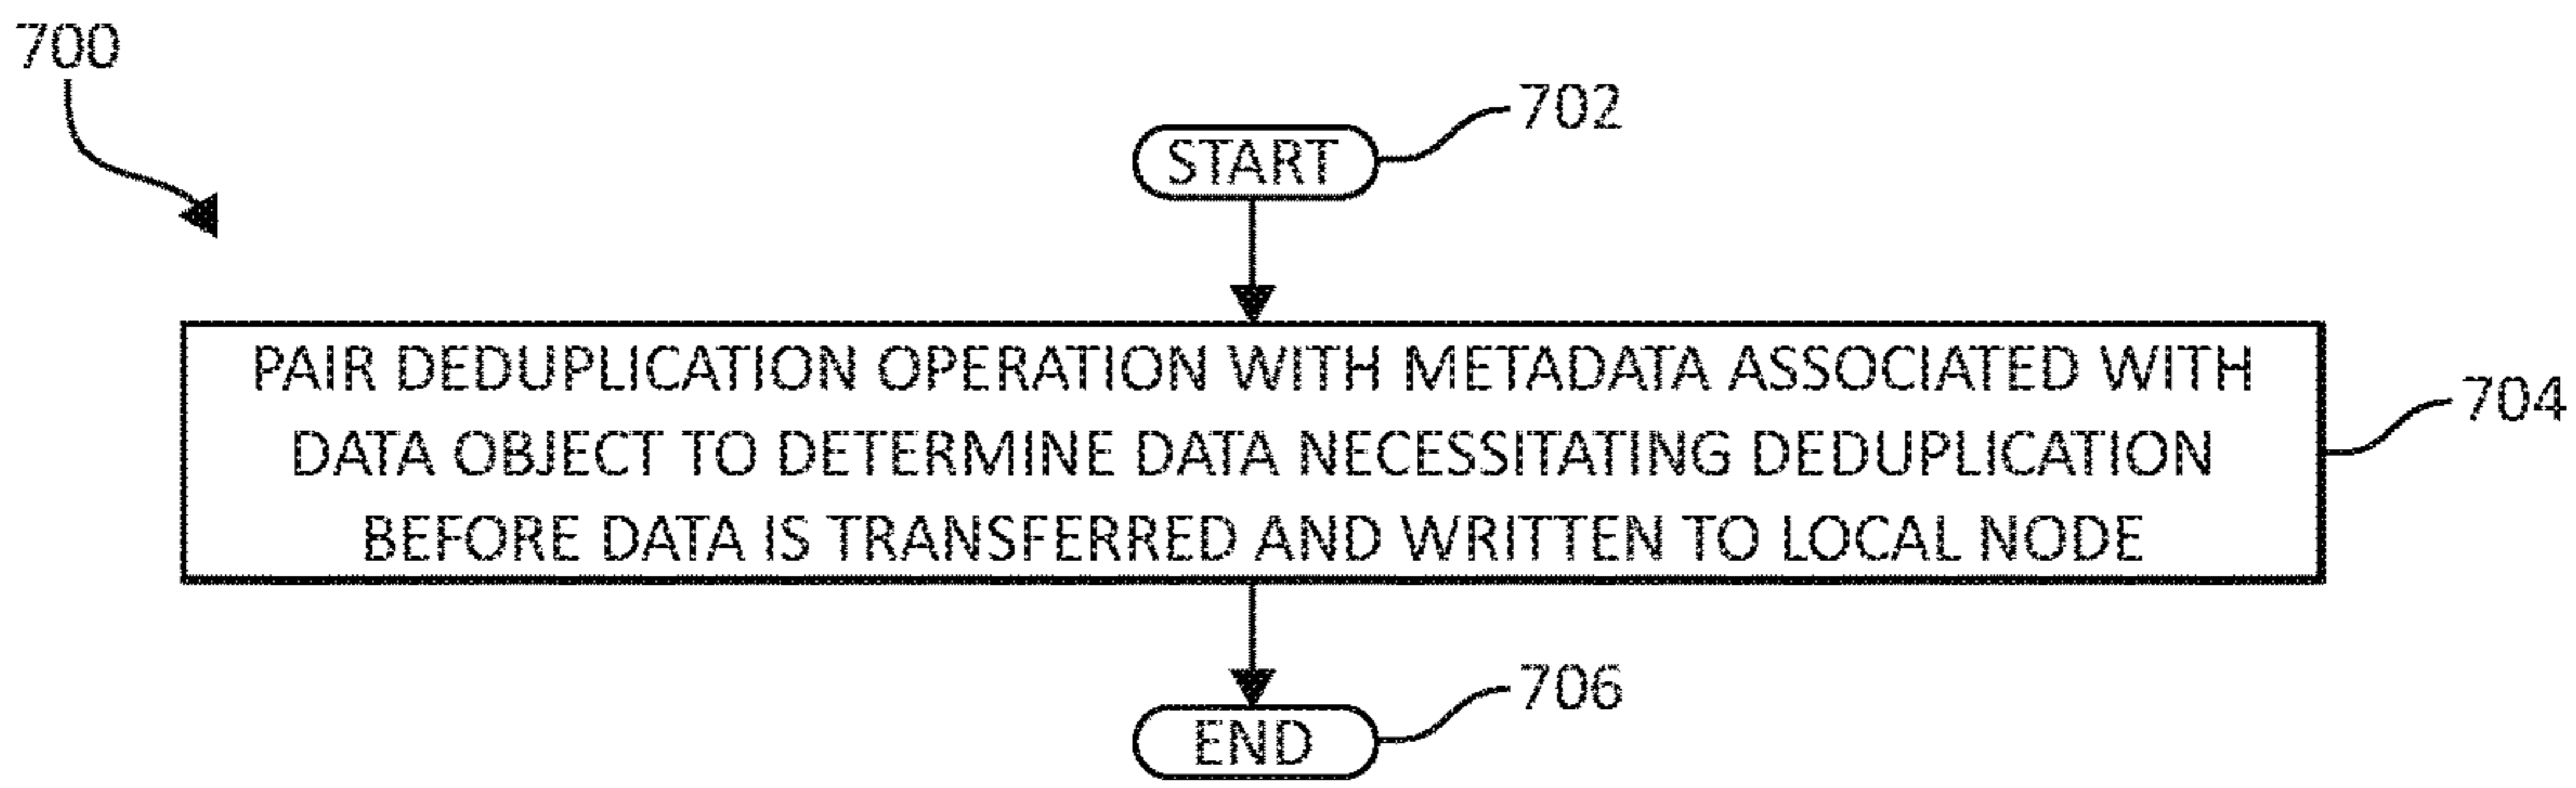 700
702
START
PAIR DEDUPLICATION OPERATION WITH METADATA ASSOCIATED WITH
DATA OBJECT TO DETERMINE DATA NECESSITATING DEDUPLICATION
BEFORE DATA IS TRANSFERRED AND WRITTEN TO LOCAL NODE
704
706
END